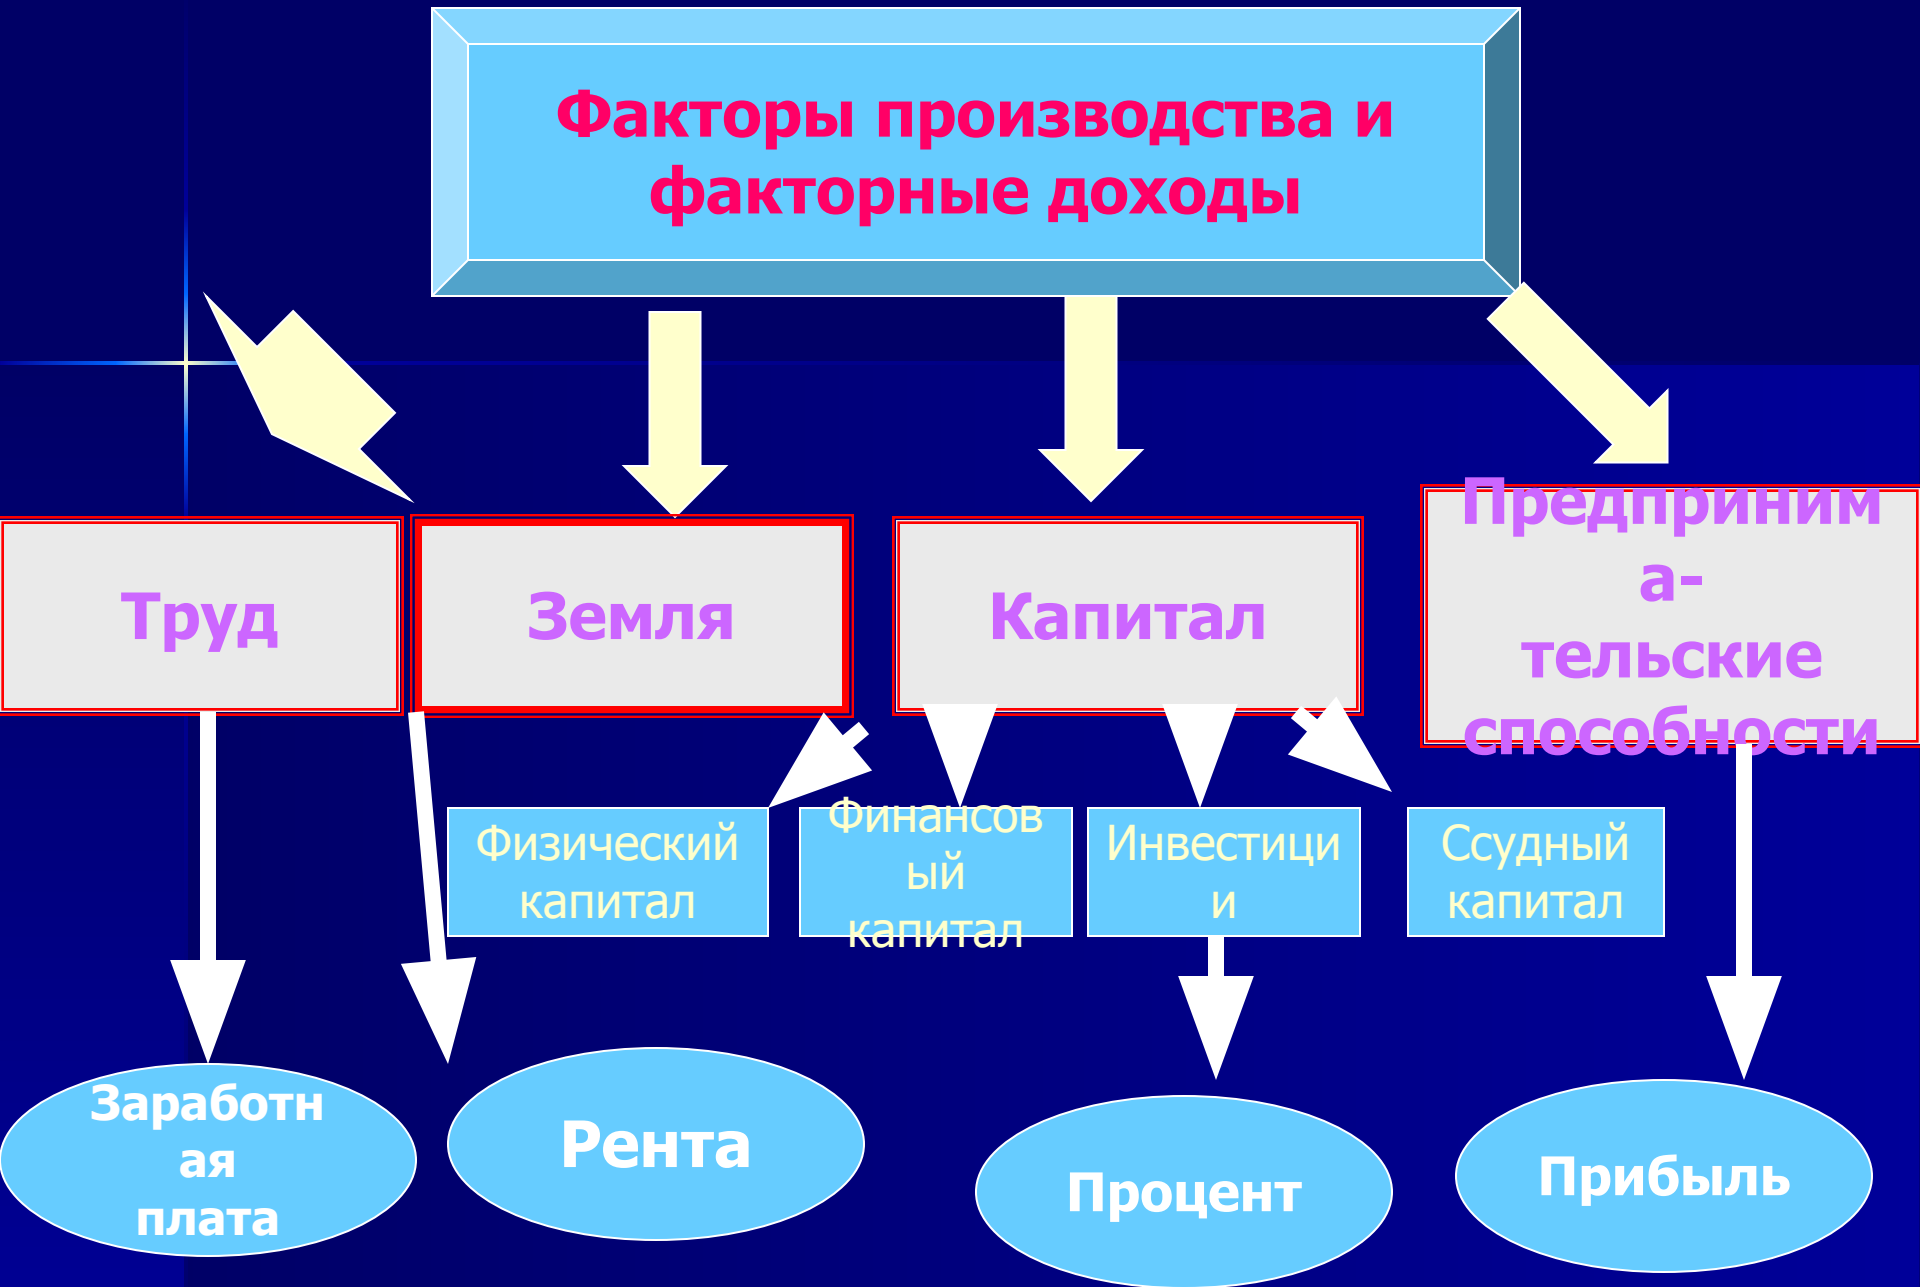 Факторы производства и
факторные доходы
Труд
Земля
Капитал
Предприним
а-
тельские
способности
Физический
капитал
Финансов
ый
капитал
Инвестици
и
Ссудный
капитал
Заработн
ая
плата
Рента
Процент
Прибыль